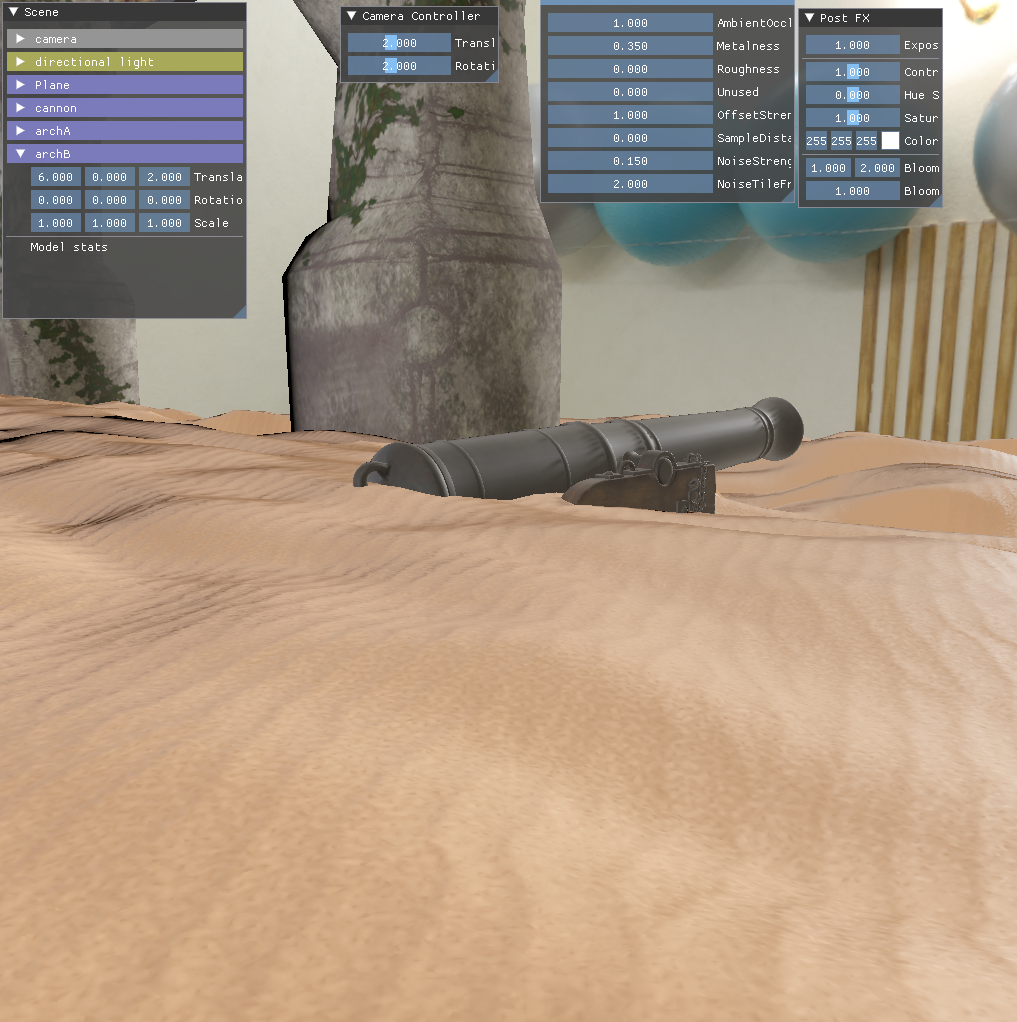 Scene
camera
directional light
Plane
cannon
archA
archB
6.000 0.000 2.000 Transla
0.000 0.000 0.000 Rotatio
1.000 1.000 1.000 Scale
Model stats
Camera Controller
2.000 Transl
2.000 Rotati
1.000 AmbientOccl
0.350 Metalness
0.000 Roughness
0.000 Unused
1.000 OffsetStren
0.000 SampleDista
0.150 NoiseStreng
2.000 NoiseTileFr
Post FX
1.000 Expos
1.000 Contr
0.000 Hue S
1.000 Satur
255 255 255 Color
1.000 2.000 Bloom
1.000 Bloom